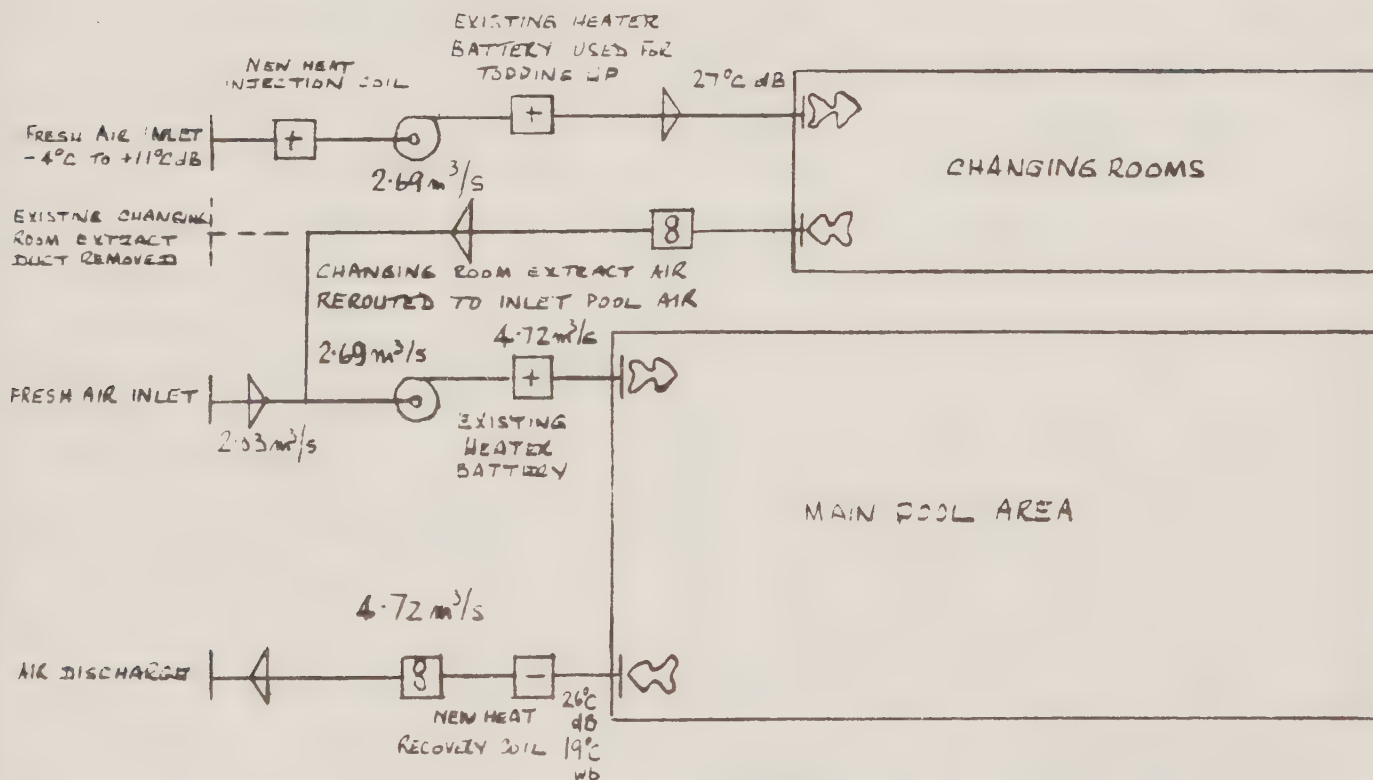 EXISTING HEATER
BATTERY USED FOR
TOPPING UP
NEW HEAT
INJECTION COIL
27°C dB
FRESH AIR INLET
-4°C TO +11°C dB
2.69 m³/s
CHANGING ROOMS
EXISTING CHANGING
ROOM EXTRACT
DUCT REMOVED
CHANGING ROOM EXTRACT AIR
REROUTED TO INLET POOL AIR
4.72 m³/s
2.69 m³/s
FRESH AIR INLET
2.03 m³/s
EXISTING
HEATER
BATTERY
MAIN POOL AREA
4.72 m³/s
AIR DISCHARGE
NEW HEAT
RECOVERY COIL
26°C
dB
19°C
wb